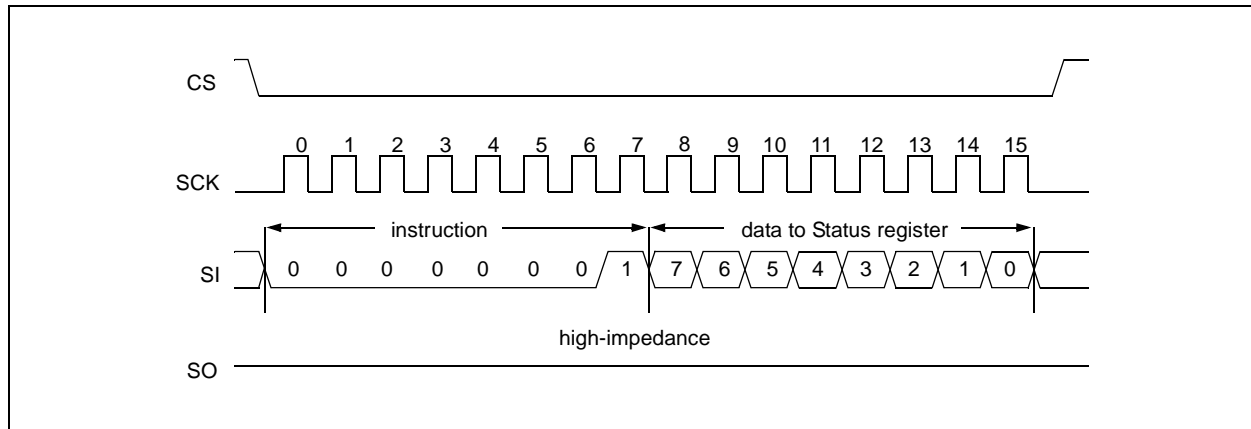 CS
0 1 2 3 4 5 6 7 8 9 10 11 12 13 14 15
SCK
instruction data to Status register
SI 0 0 0 0 0 0 0 1 7 6 5 4 3 2 1 0
high-impedance
SO